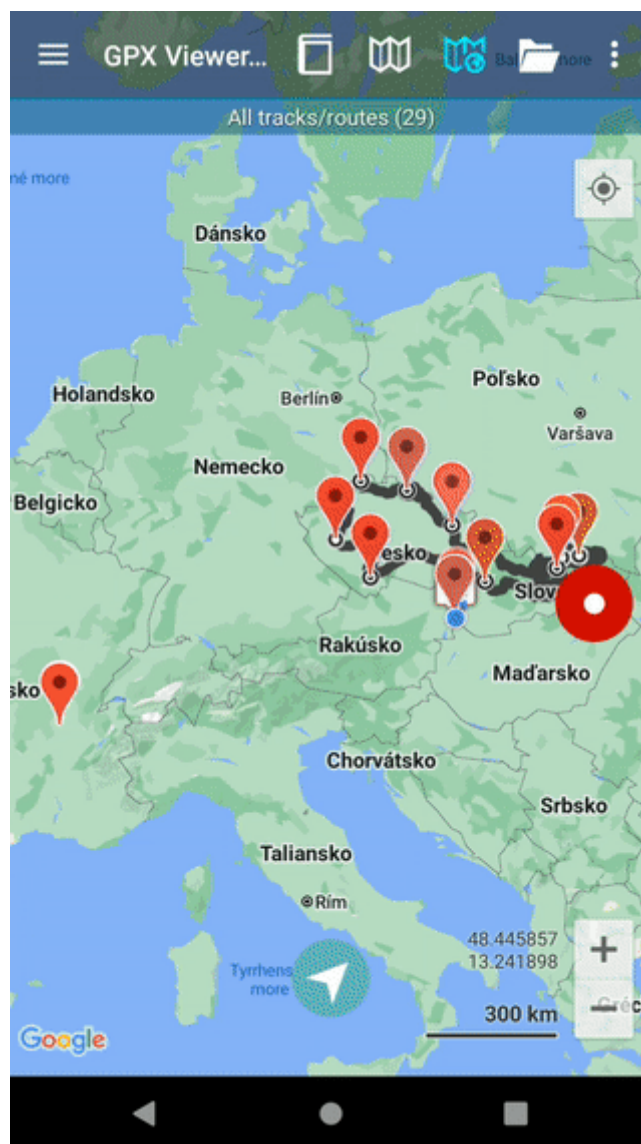 GPX Viewer...
All tracks/routes (29)
né more
Dánsko
Holandsko
Berlín
Poľsko
Varšava
Nemecko
Belgicko
esko
Slov
Rakúsko
Maďarsko
sko
Chorvátsko
Srbsko
Taliansko
Rím
48.445857
13.241898
Tyrrhens
more
300 km
Google